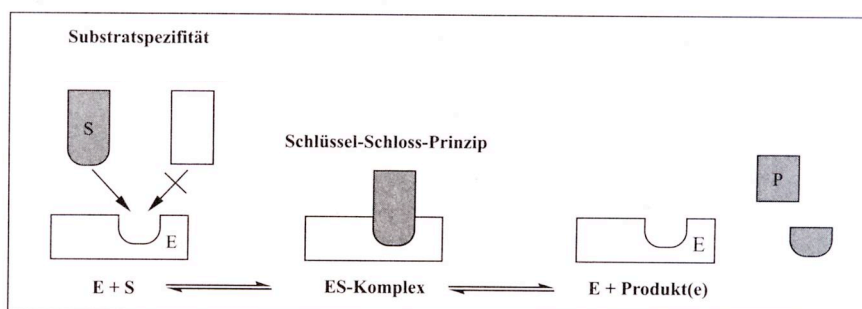 Substratspezifität
S
Schlüssel-Schloss-Prinzip
P
E
E
E + S
ES-Komplex
E + Produkt(e)